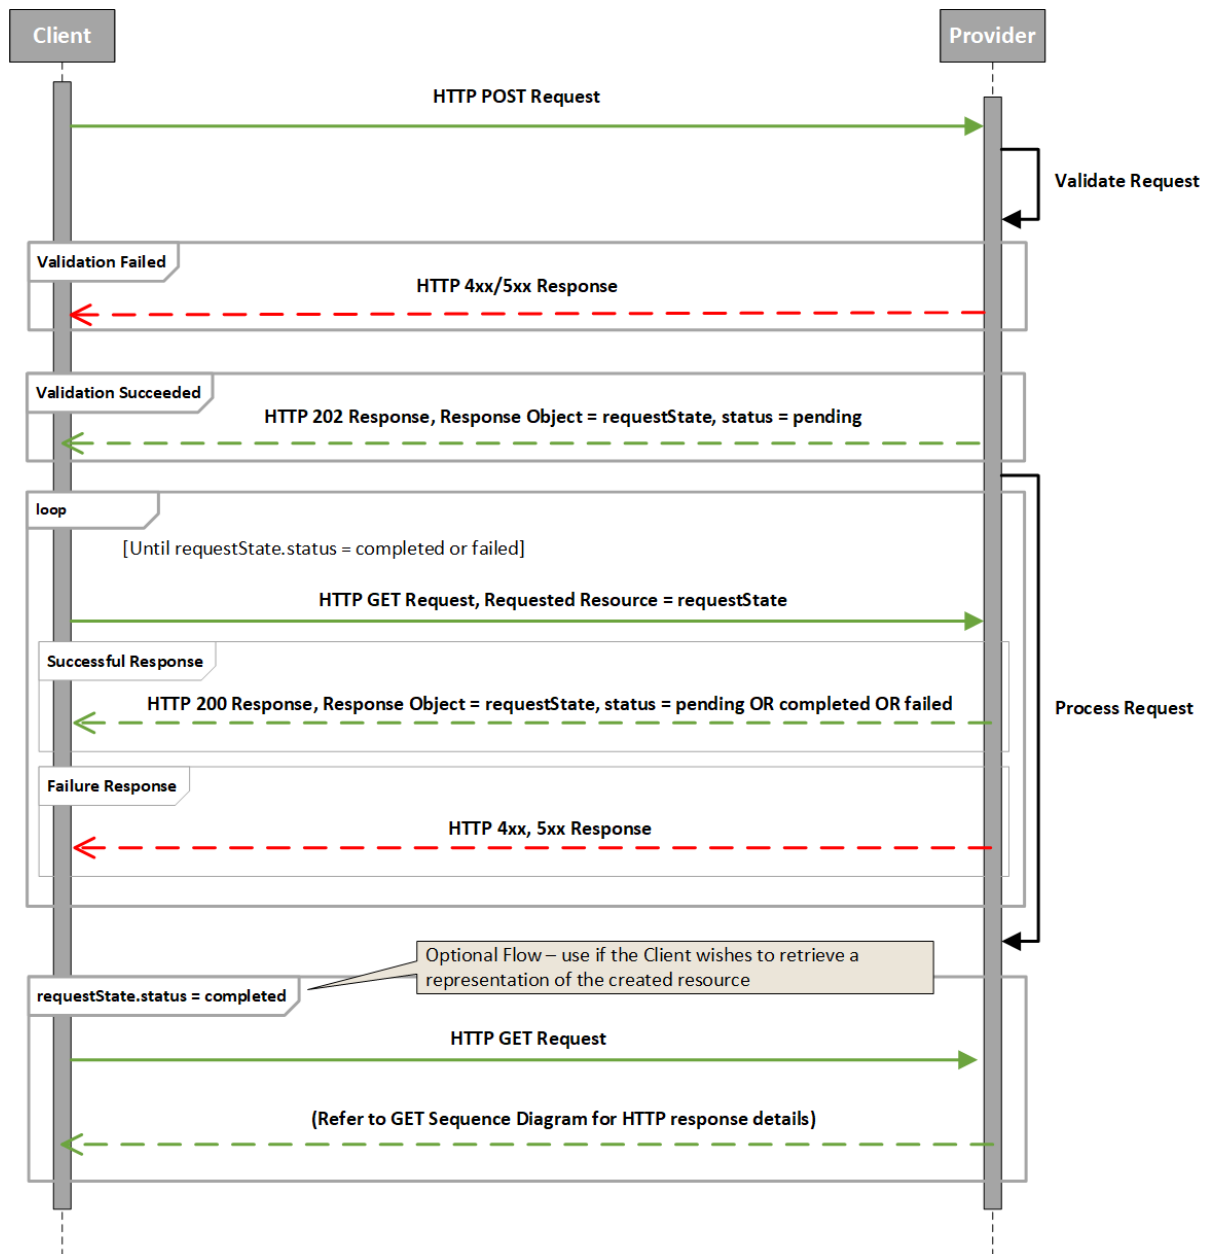 Client
Provider
HTTP POST Request
Validate Request
Validation Failed
HTTP 4xx/5xx Response
Validation Succeeded
HTTP 202 Response, Response Object = requestState, status = pending
loop
[Until requestState.status = completed or failed]
HTTP GET Request, Requested Resource = requestState
Successful Response
HTTP 200 Response, Response Object = requestState, status = pending OR completed OR failed
Process Request
Failure Response
HTTP 4xx, 5xx Response
Optional Flow – use if the Client wishes to retrieve a
representation of the created resource
requestState.status = completed
HTTP GET Request
(Refer to GET Sequence Diagram for HTTP response details)